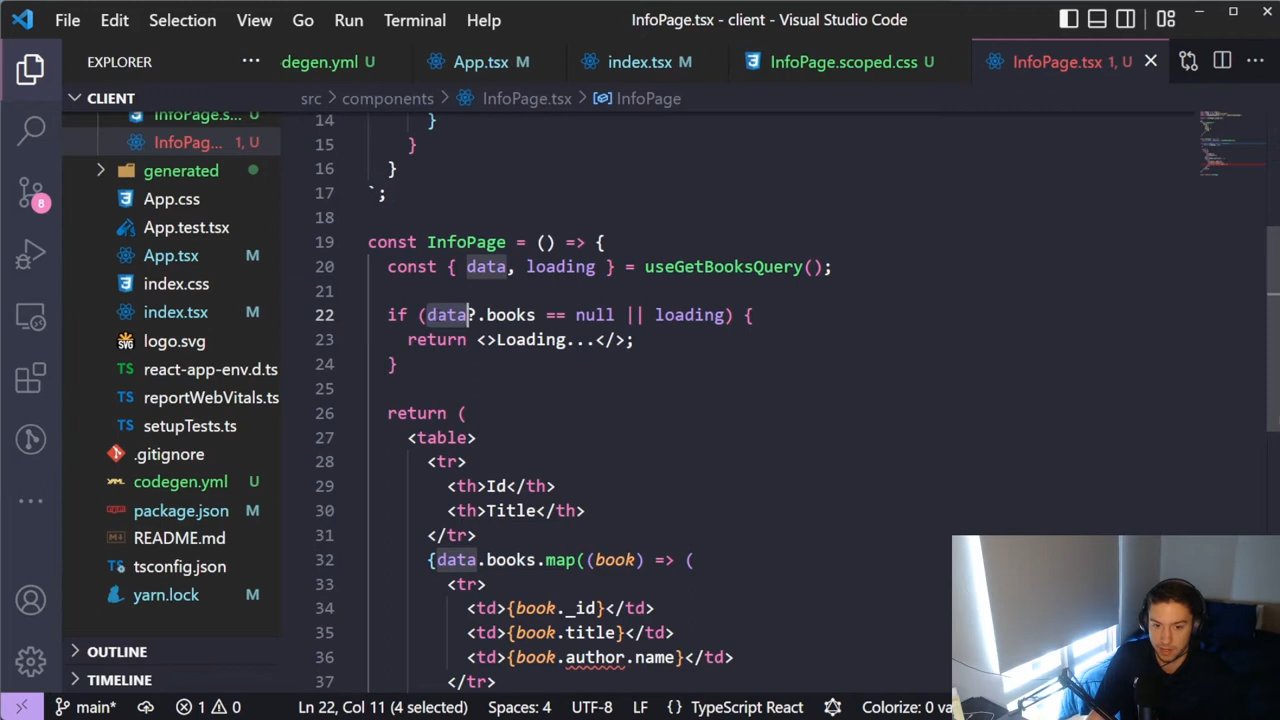 File Edit Selection View Go Run Terminal Help InfoPage.tsx - client - Visual Studio Code
EXPLORER ... degen.yml U App.tsx M index.tsx M InfoPage.scoped.css U InfoPage.tsx 1, U
CLIENT
src > components > InfoPage.tsx > InfoPage
InfoPage.s... U
InfoPag... 1, U
generated
App.css
App.test.tsx
App.tsx M
index.css
index.tsx M
logo.svg
react-app-env.d.ts
reportWebVitals.ts
setupTests.ts
.gitignore
codegen.yml U
package.json M
README.md
tsconfig.json
yarn.lock M
OUTLINE
TIMELINE
8
14 }
15 }
16 }
17 `;
18
19 const InfoPage = () => {
20 const { data, loading } = useGetBooksQuery();
21
22 if (data?.books == null || loading) {
23 return <>Loading...</>;
24 }
25
26 return (
27 <table>
28 <tr>
29 <th>Id</th>
30 <th>Title</th>
31 </tr>
32 {data.books.map((book) => (
33 <tr>
34 <td>{book._id}</td>
35 <td>{book.title}</td>
36 <td>{book.author.name}</td>
37 </tr>
main* 1 0 Ln 22, Col 11 (4 selected) Spaces: 4 UTF-8 LF {} TypeScript React Colorize: 0 va